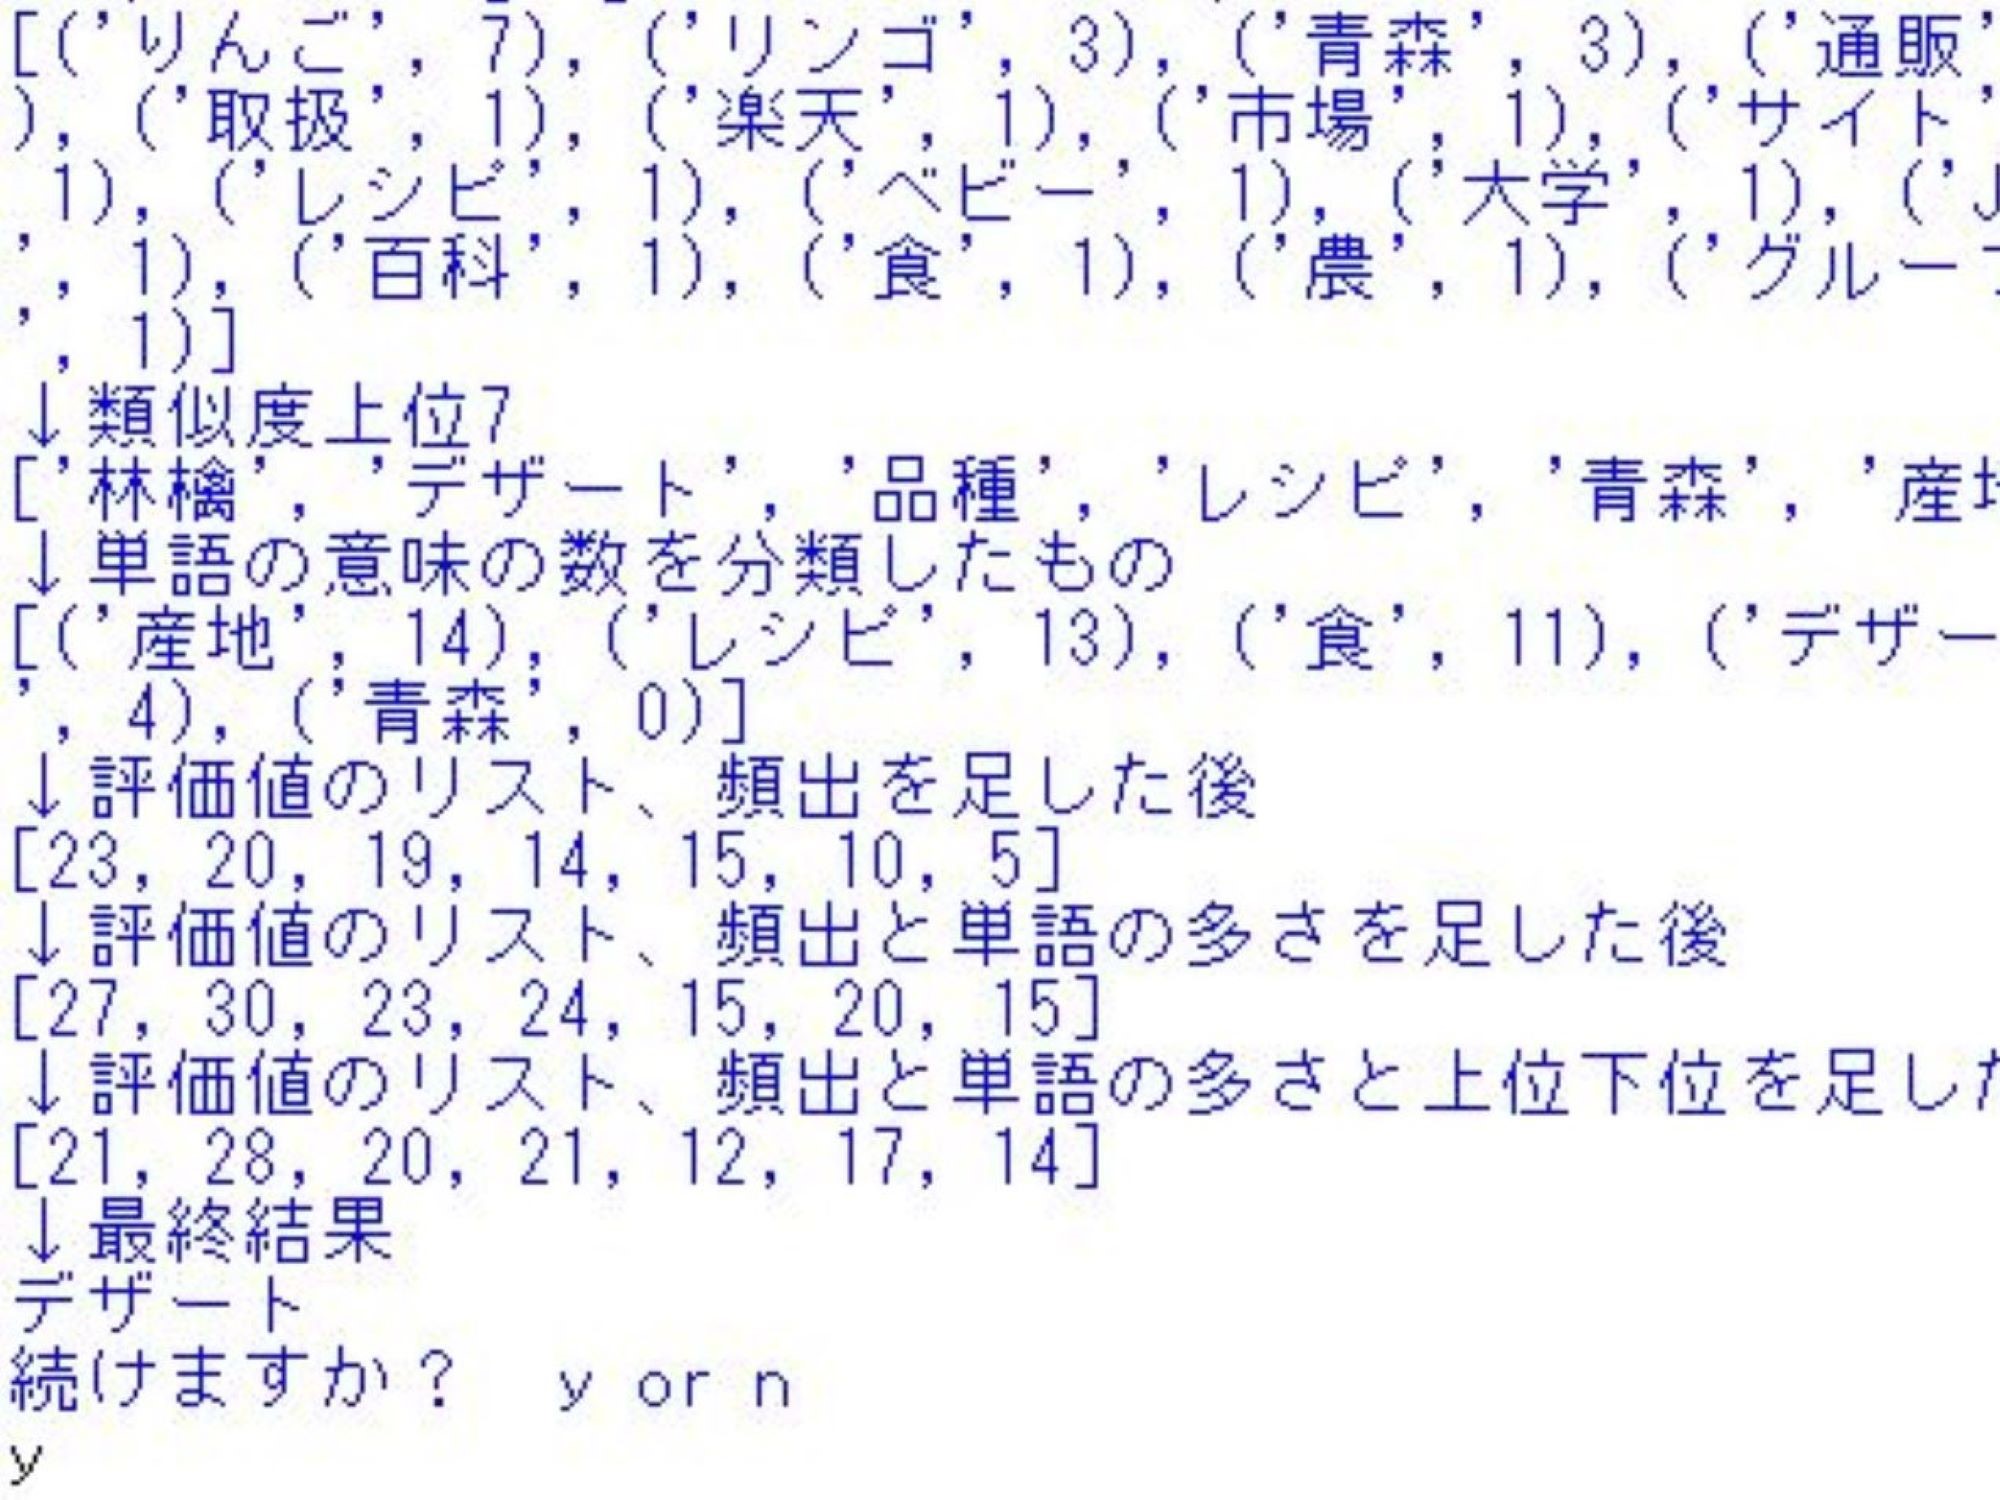 [('りんご', 7), ('リンゴ', 3), ('青森', 3), ('通販'
), ('取扱', 1), ('楽天', 1), ('市場', 1), ('サイト'
1), ('レシピ', 1), ('ベビー', 1), ('大学', 1), ('J
', 1), ('百科', 1), ('食', 1), ('農', 1), ('グルー
', 1)]
↓類似度上位7
['林檎', 'デザート', '品種', 'レシピ', '青森', '産地
↓単語の意味の数を分類したもの
[('産地', 14), ('レシピ', 13), ('食', 11), ('デザー
', 4), ('青森', 0)]
↓評価値のリスト、頻出を足した後
[23, 20, 19, 14, 15, 10, 5]
↓評価値のリスト、頻出と単語の多さを足した後
[27, 30, 23, 24, 15, 20, 15]
↓評価値のリスト、頻出と単語の多さと上位下位を足した
[21, 28, 20, 21, 12, 17, 14]
↓最終結果
デザート
続けますか？ y or n
y